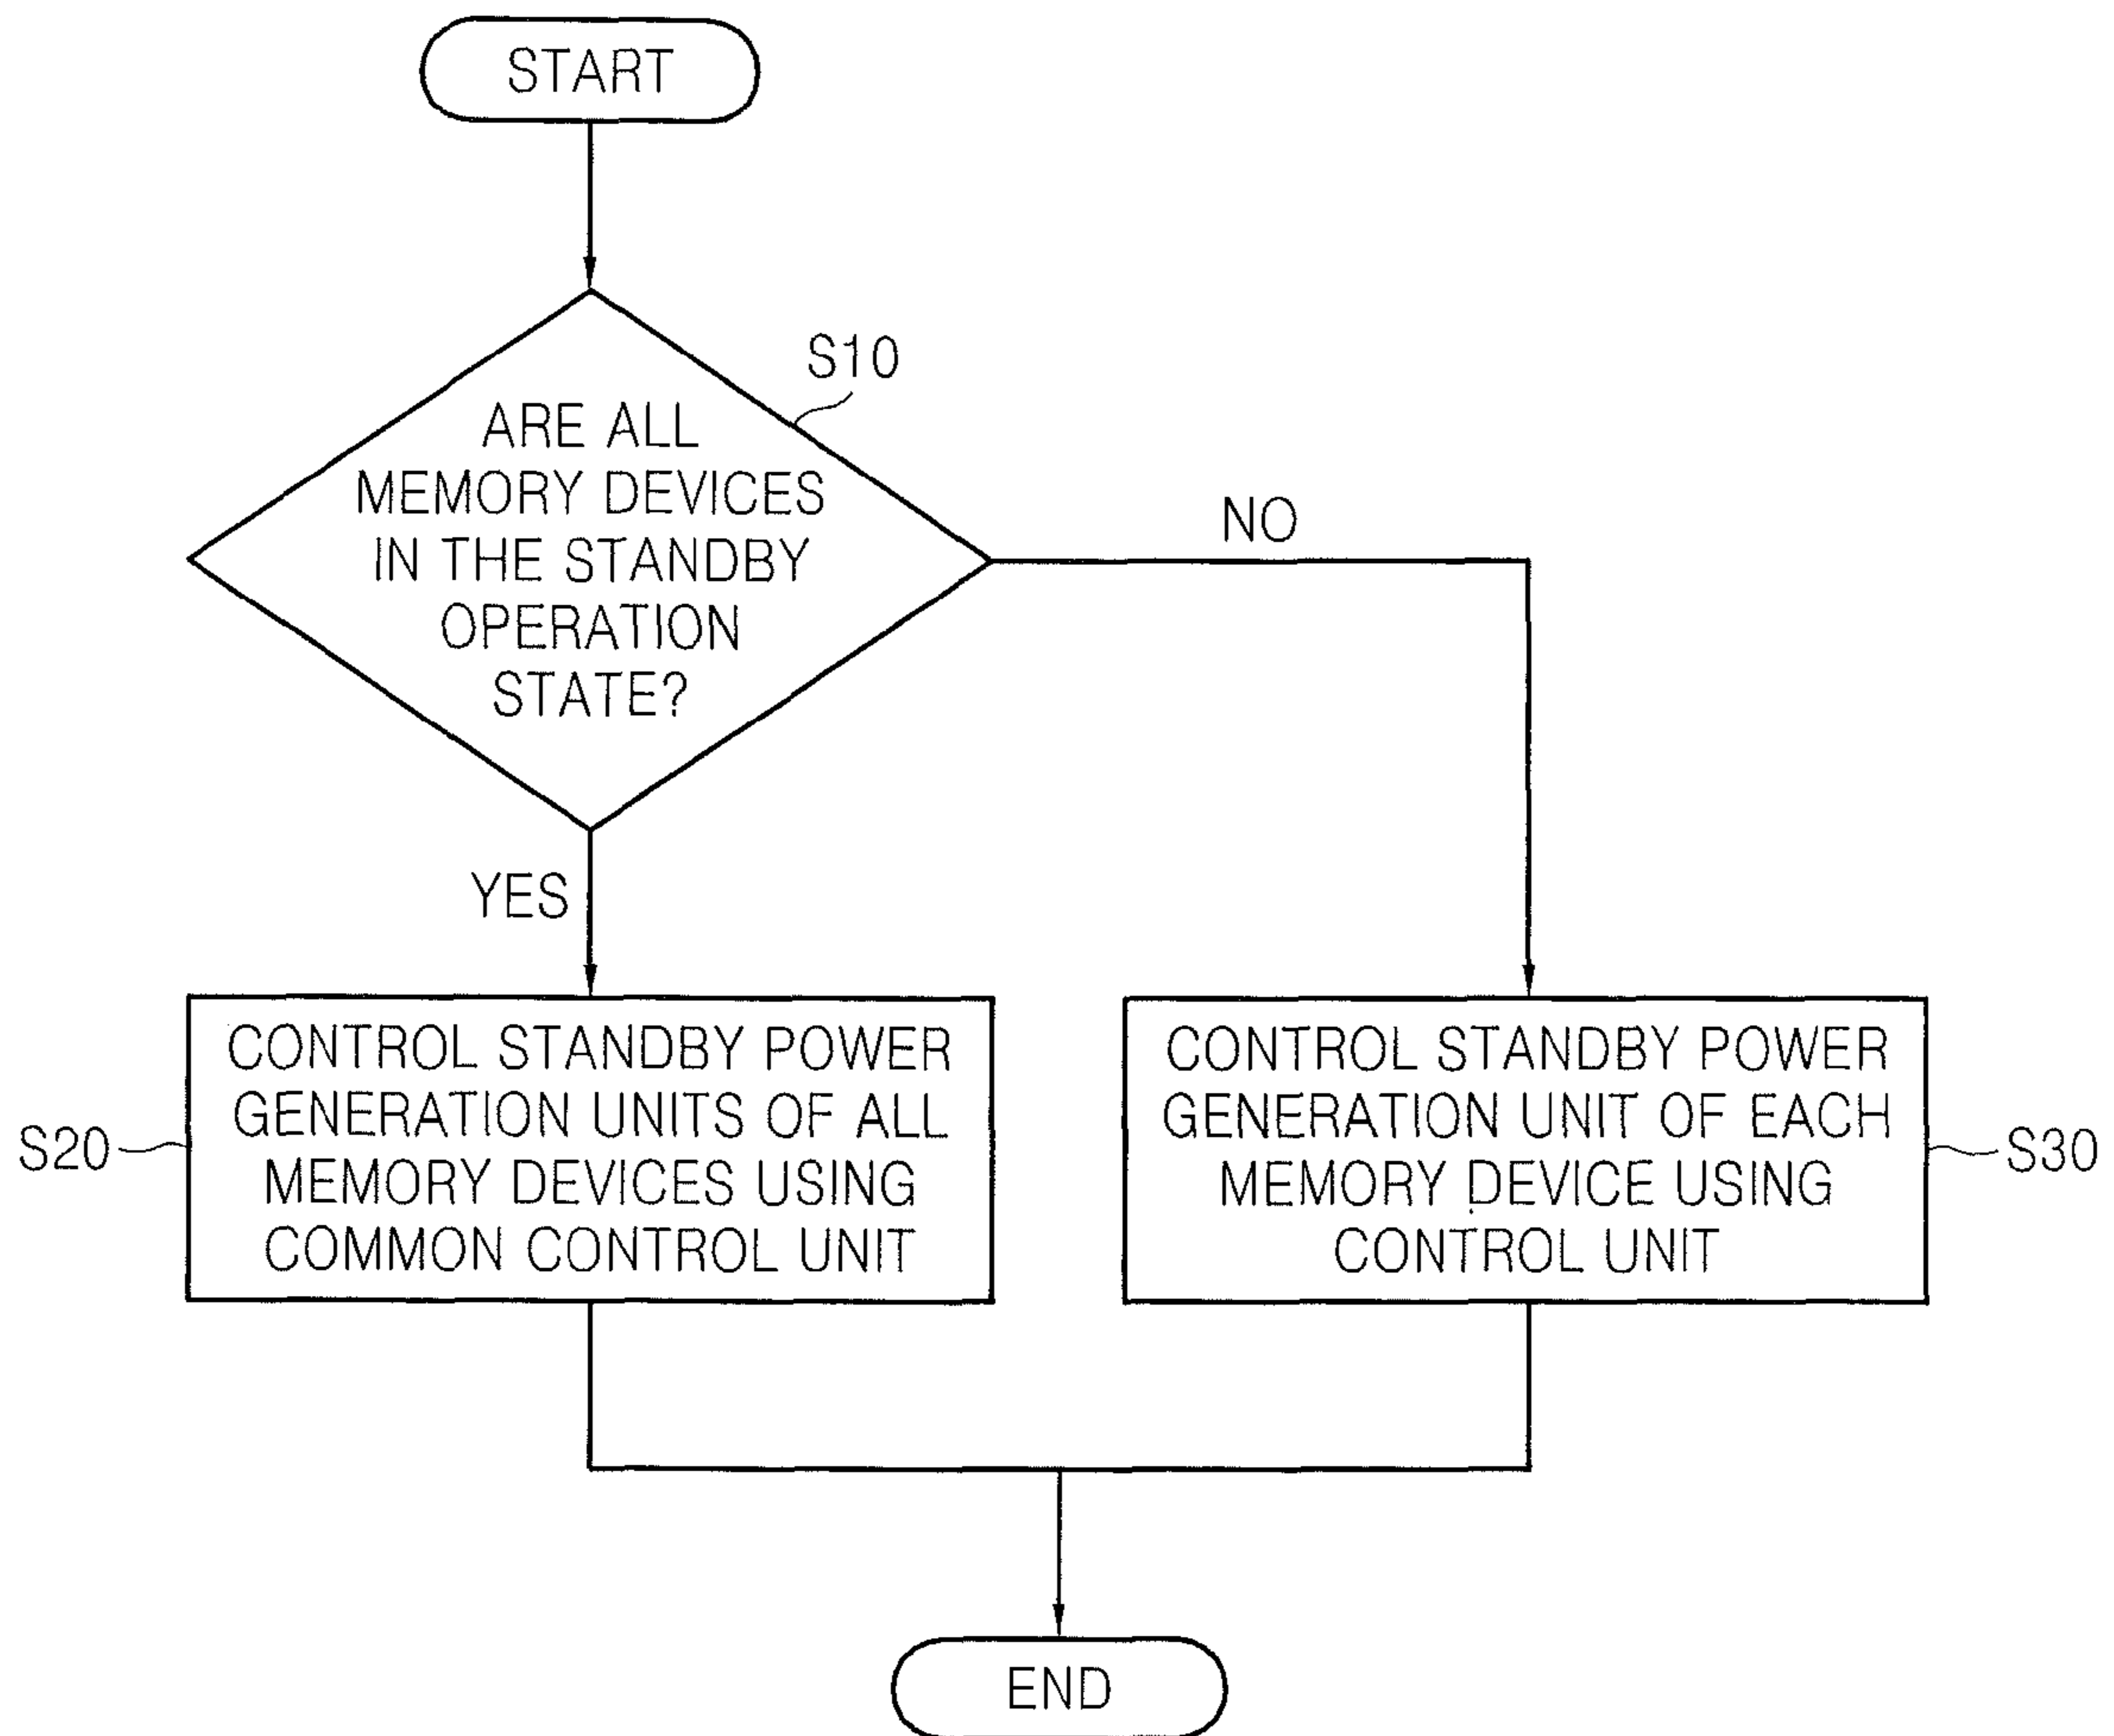 START
S10
ARE ALL
MEMORY DEVICES
IN THE STANDBY
OPERATION
STATE?
NO
YES
CONTROL STANDBY POWER
GENERATION UNITS OF ALL
MEMORY DEVICES USING
COMMON CONTROL UNIT
S20
CONTROL STANDBY POWER
GENERATION UNIT OF EACH
MEMORY DEVICE USING
CONTROL UNIT
S30
END